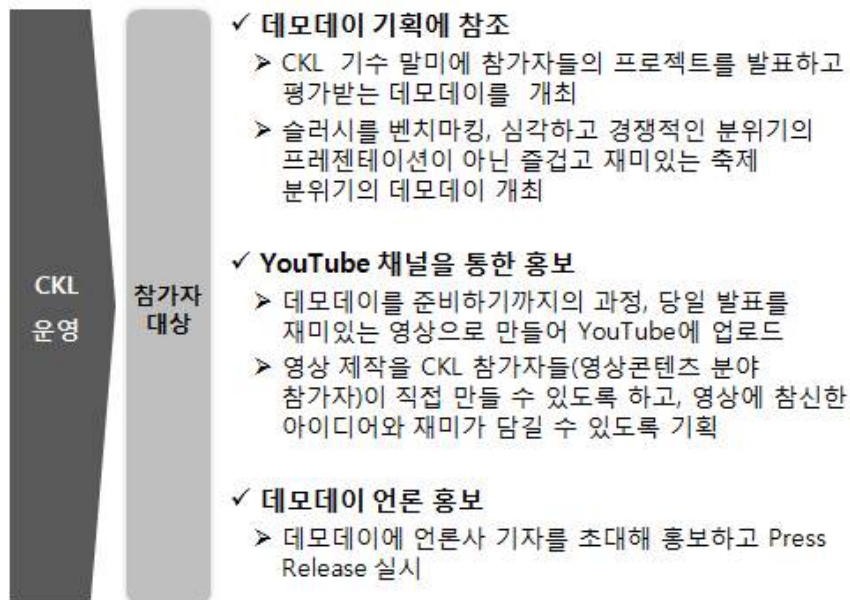 CKL
운영
참가자
대상
✓ 데모데이 기획에 참조
➢ CKL 기수 말미에 참가자들의 프로젝트를 발표하고
평가받는 데모데이를 개최
➢ 슬러시를 벤치마킹, 심각하고 경쟁적인 분위기의
프레젠테이션이 아닌 즐겁고 재미있는 축제
분위기의 데모데이 개최
✓ YouTube 채널을 통한 홍보
➢ 데모데이를 준비하기까지의 과정, 당일 발표를
재미있는 영상으로 만들어 YouTube에 업로드
➢ 영상 제작을 CKL 참가자들(영상콘텐츠 분야
참가자)이 직접 만들 수 있도록 하고, 영상에 참신한
아이디어와 재미가 담길 수 있도록 기획
✓ 데모데이 언론 홍보
➢ 데모데이에 언론사 기자를 초대해 홍보하고 Press
Release 실시